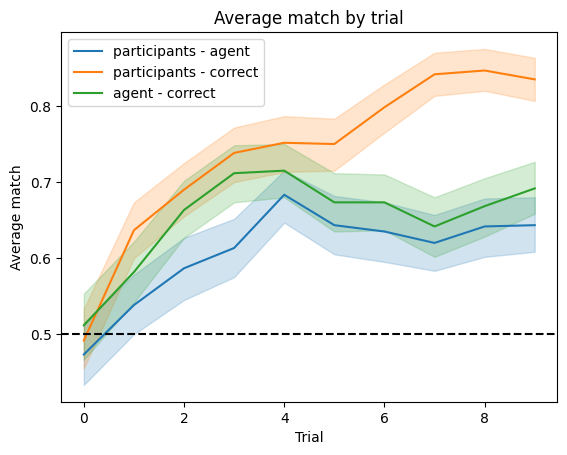 Average match by trial
participants - agent
participants - correct
agent - correct
Average match
0.8
0.7
0.6
0.5
0
2
4
6
8
Trial